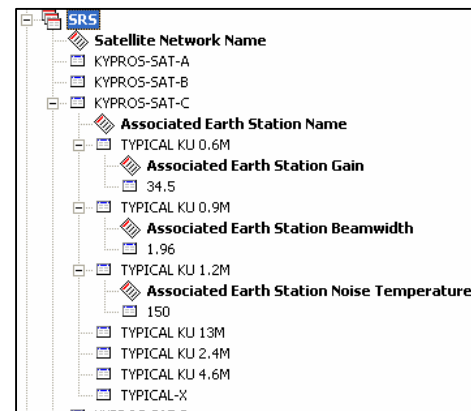 SRS
Satellite Network Name
KYPROS-SAT-A
KYPROS-SAT-B
KYPROS-SAT-C
Associated Earth Station Name
TYPICAL KU 0.6M
Associated Earth Station Gain
34.5
TYPICAL KU 0.9M
Associated Earth Station Beamwidth
1.96
TYPICAL KU 1.2M
Associated Earth Station Noise Temperature
150
TYPICAL KU 13M
TYPICAL KU 2.4M
TYPICAL KU 4.6M
TYPICAL-X